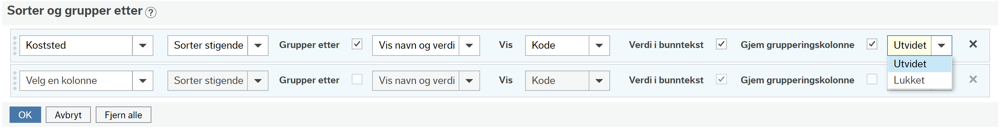 Sorter og grupper etter ?
Koststed Sorter stigende Grupper etter Vis navn og verdi Vis Kode Verdi i bunntekst Gjem grupperingskolonne Utvidet
Utvidet
Velg en kolonne Sorter stigende Grupper etter Vis navn og verdi Vis Kode Verdi i bunntekst Gjem grupperingskolonne Lukket
OK Avbryt Fjern alle